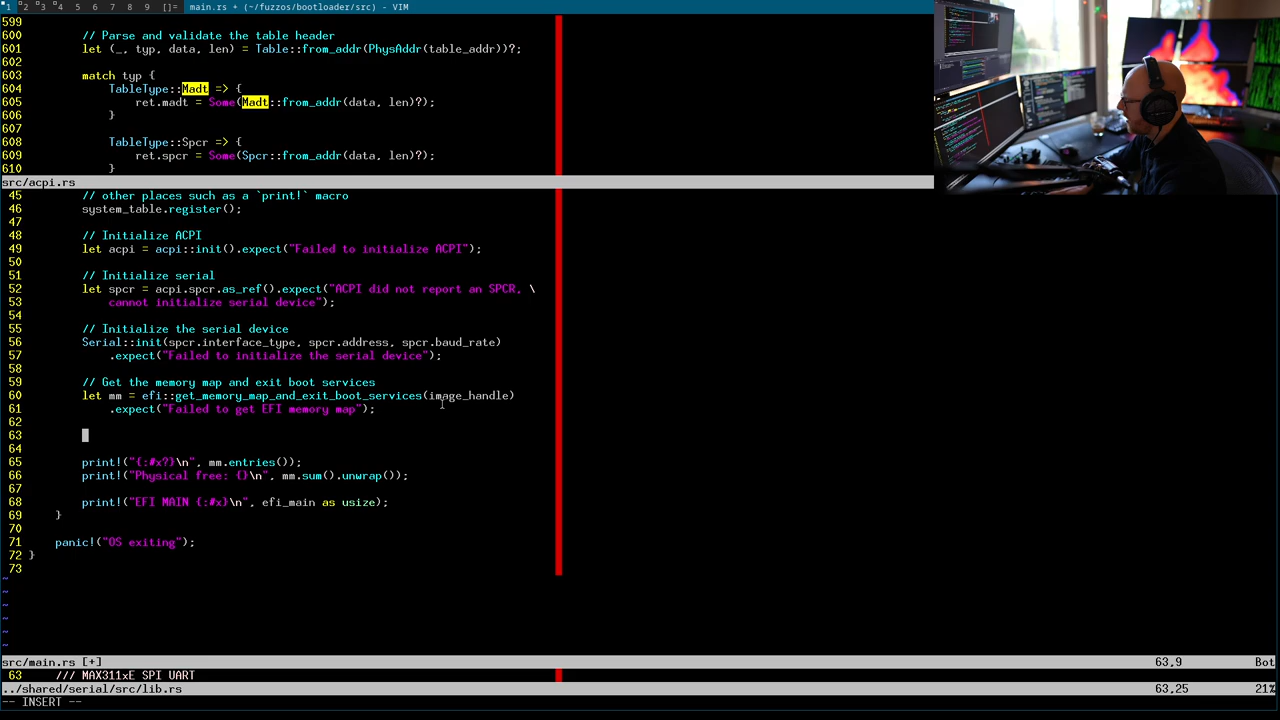 1 2 3 4 5 6 7 8 9 []= main.rs + (~/fuzzos/bootloader/src) - VIM
599
600         // Parse and validate the table header
601         let (_, typ, data, len) = Table::from_addr(PhysAddr(table_addr))?;
602
603         match typ {
604             TableType::Madt => {
605                 ret.madt = Some(Madt::from_addr(data, len)?);
606             }
607
608             TableType::Spcr => {
609                 ret.spcr = Some(Spcr::from_addr(data, len)?);
610             }
src/acpi.rs
45         // other places such as a `print!` macro
46         system_table.register();
47
48         // Initialize ACPI
49         let acpi = acpi::init().expect("Failed to initialize ACPI");
50
51         // Initialize serial
52         let spcr = acpi.spcr.as_ref().expect("ACPI did not report an SPCR, \
53             cannot initialize serial device");
54
55         // Initialize the serial device
56         Serial::init(spcr.interface_type, spcr.address, spcr.baud_rate)
57             .expect("Failed to initialize the serial device");
58
59         // Get the memory map and exit boot services
60         let mm = efi::get_memory_map_and_exit_boot_services(image_handle)
61             .expect("Failed to get EFI memory map");
62
63
64
65         print!("{:#x?}\n", mm.entries());
66         print!("Physical free: {}\n", mm.sum().unwrap());
67
68         print!("EFI MAIN {:#x}\n", efi_main as usize);
69     }
70
71     panic!("OS exiting");
72 }
73
~
~
~
~
~
~
src/main.rs [+] 63,9 Bot
63     /// MAX311xE SPI UART
../shared/serial/src/lib.rs 63,25 21%
-- INSERT --